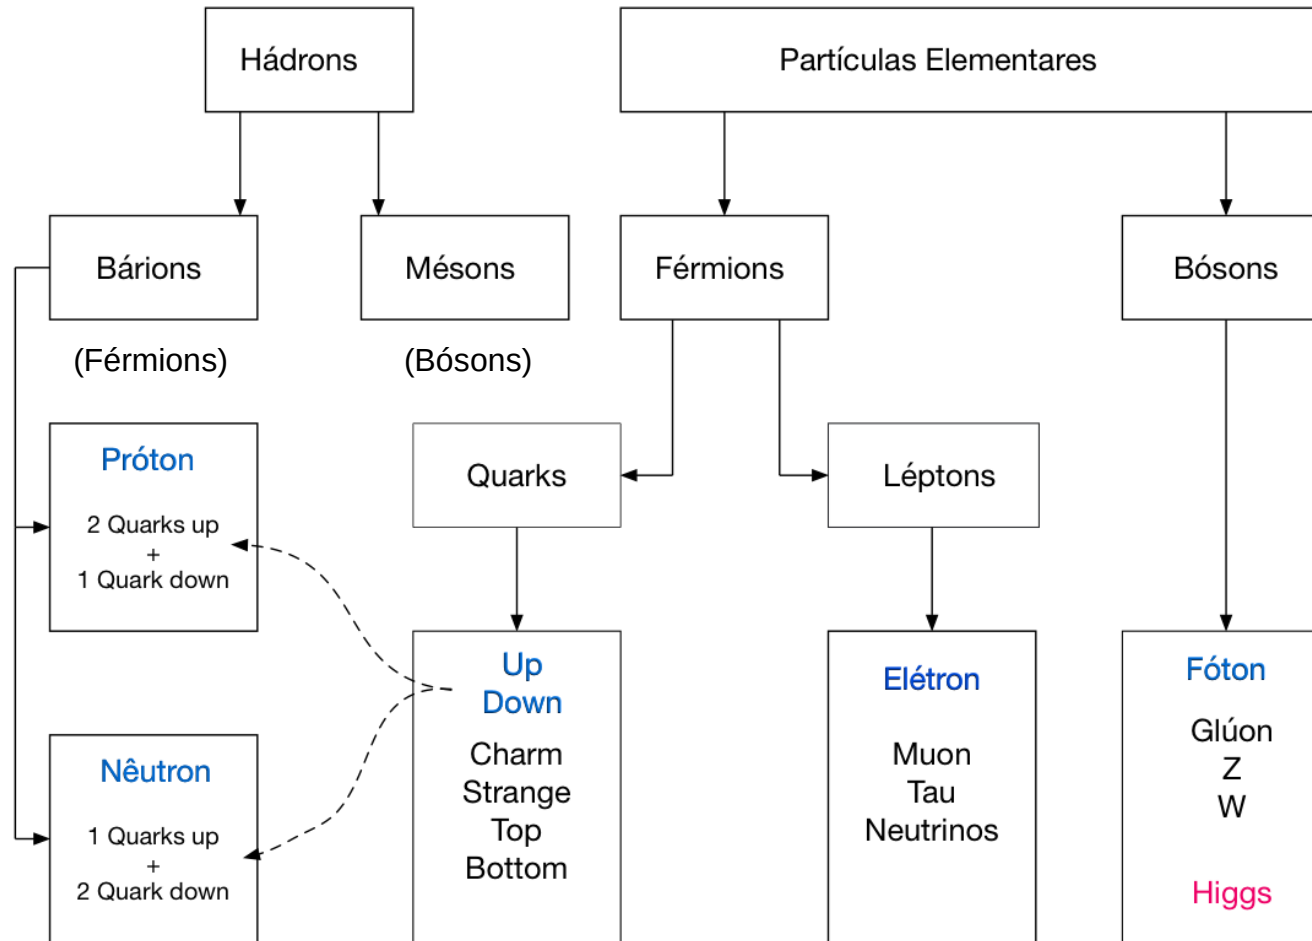 Hádrons
Partículas Elementares
Bárions
Mésons
Férmions
Bósons
(Férmions)
(Bósons)
Próton
2 Quarks up
+
1 Quark down
Quarks
Léptons
Nêutron
1 Quarks up
+
2 Quark down
Up
Down
Charm
Strange
Top
Bottom
Elétron
Muon
Tau
Neutrinos
Fóton
Glúon
Z
W
Higgs